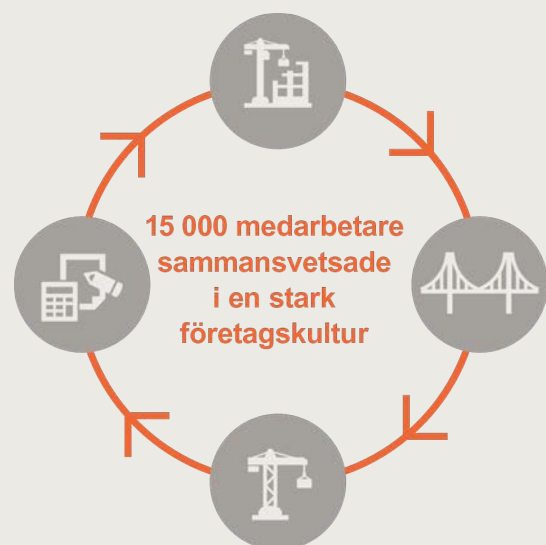 15 000 medarbetare
sammansvetsade
i en stark
företagskultur